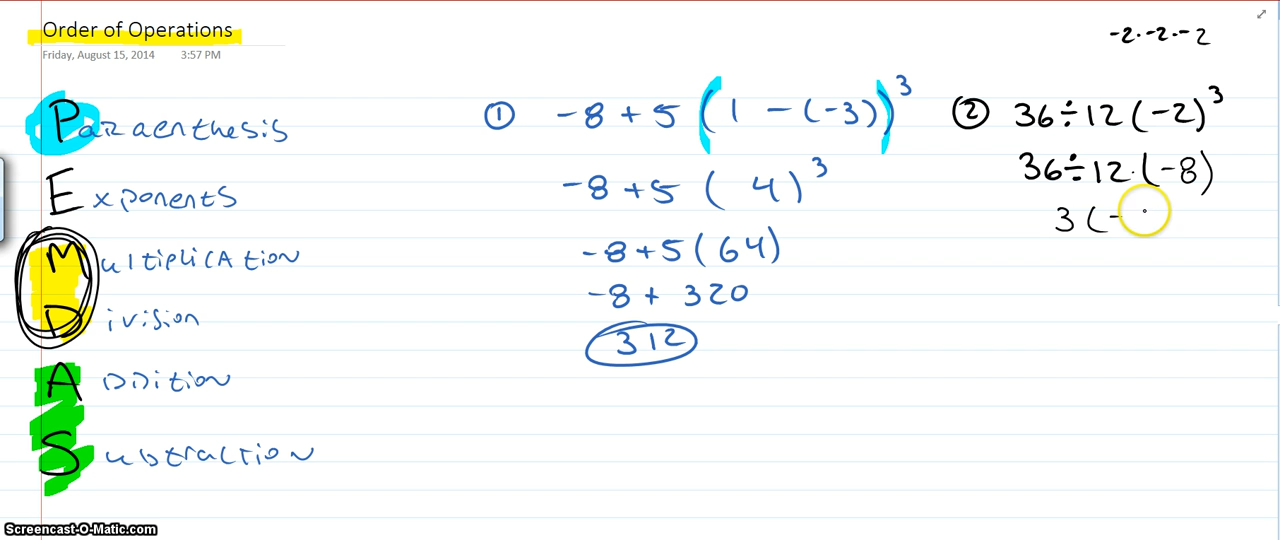 Order of Operations
Friday, August 15, 2014 3:57 PM
Paraenthesis
Exponents
Multiplication
Division
Addition
Subtraction
① -8 + 5 (1 - (-3))³
-8 + 5 ( 4 )³
-8 + 5 ( 64 )
-8 + 320
312
-2 · -2 · -2
② 36 ÷ 12 (-2)³
36 ÷ 12 · (-8)
3 (-
Screencast-O-Matic.com